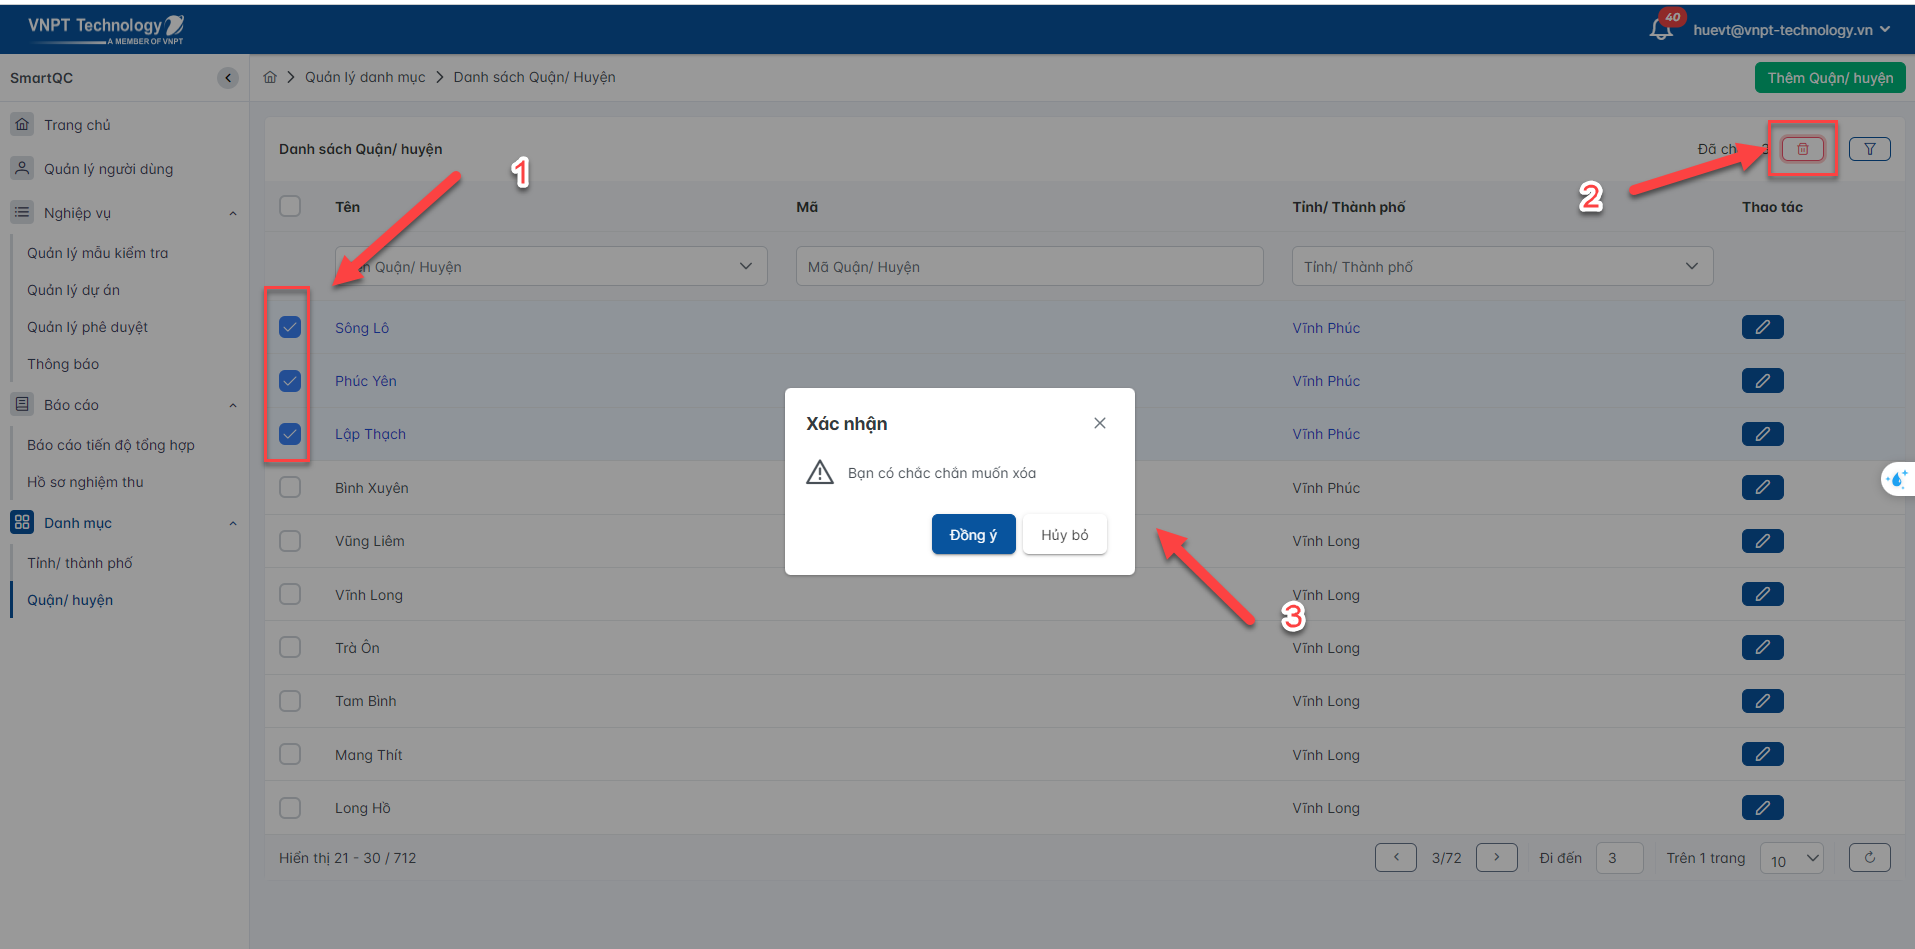 VNPT Technology
A MEMBER OF VNPT
40
huevt@vnpt-technology.vn
SmartQC
Quản lý danh mục
Danh sách Quận/ Huyện
Thêm Quận/ huyện
Trang chủ
Quản lý người dùng
Nghiệp vụ
Quản lý mẫu kiểm tra
Quản lý dự án
Quản lý phê duyệt
Thông báo
Báo cáo
Báo cáo tiến độ tổng hợp
Hồ sơ nghiệm thu
Danh mục
Tỉnh/ thành phố
Quận/ huyện
Danh sách Quận/ huyện
Đã ch
3
1
2
Tên Mã Tỉnh/ Thành phố Thao tác
Quận/ Huyện Mã Quận/ Huyện Tỉnh/ Thành phố
Sông Lô Vĩnh Phúc
Phúc Yên Vĩnh Phúc
Lập Thạch Vĩnh Phúc
Bình Xuyên Vĩnh Phúc
Vũng Liêm Vĩnh Long
Vĩnh Long Vĩnh Long
Trà Ôn Vĩnh Long
Tam Bình Vĩnh Long
Mang Thít Vĩnh Long
Long Hồ Vĩnh Long
Xác nhận
Bạn có chắc chắn muốn xóa
Đồng ý Hủy bỏ
3
Hiển thị 21 - 30 / 712
3/72
Đi đến 3
Trên 1 trang 10